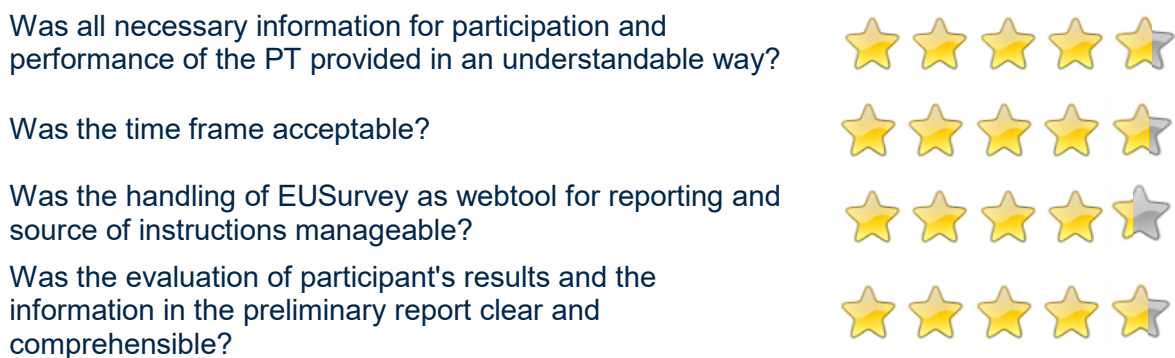 Was all necessary information for participation and
performance of the PT provided in an understandable way?
Was the time frame acceptable?
Was the handling of EUSurvey as webtool for reporting and
source of instructions manageable?
Was the evaluation of participant's results and the
information in the preliminary report clear and
comprehensible?